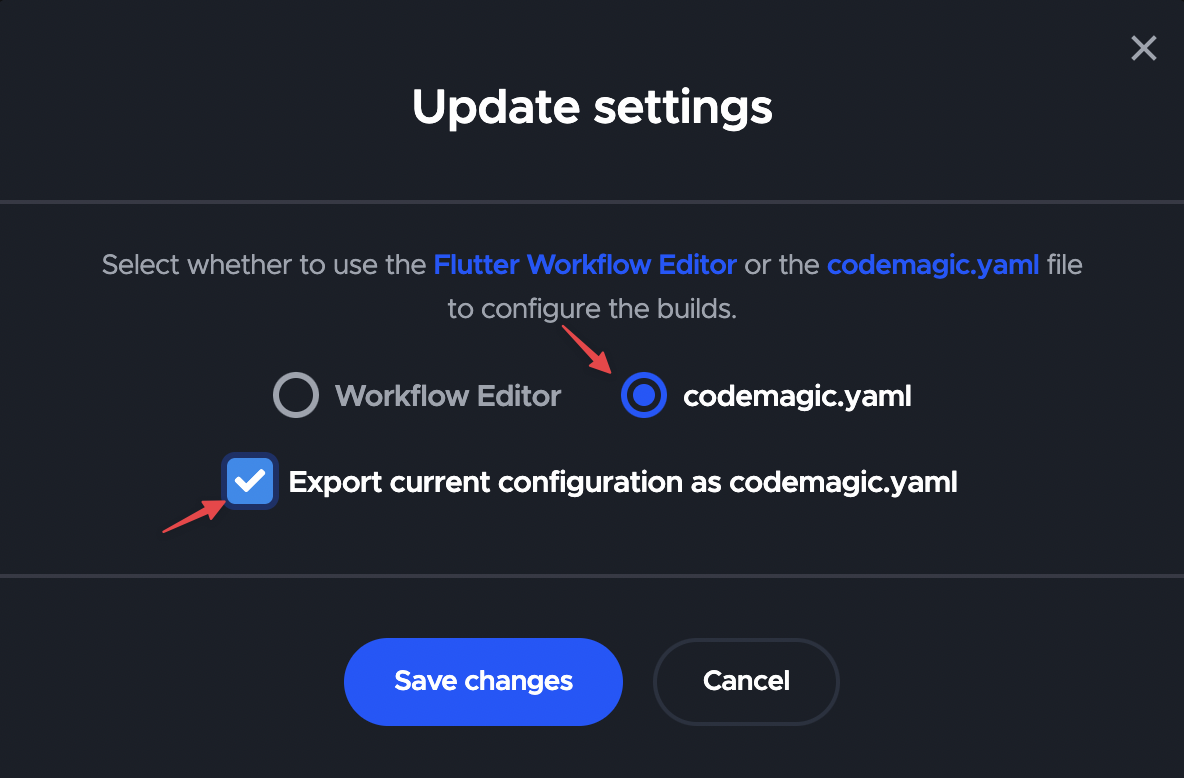 Update settings
Select whether to use the Flutter Workflow Editor or the codemagic.yaml file
to configure the builds.
Workflow Editor
codemagic.yaml
Export current configuration as codemagic.yaml
Save changes
Cancel